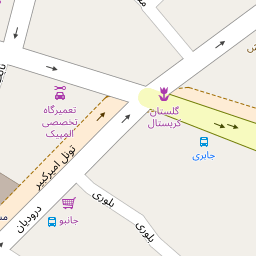 تعمیرگاه
تخصصی
المپیک
گلستان
کریستال
جابری
تونل امیرکبیر
درودیان
جانبو
بلوری
بلوری